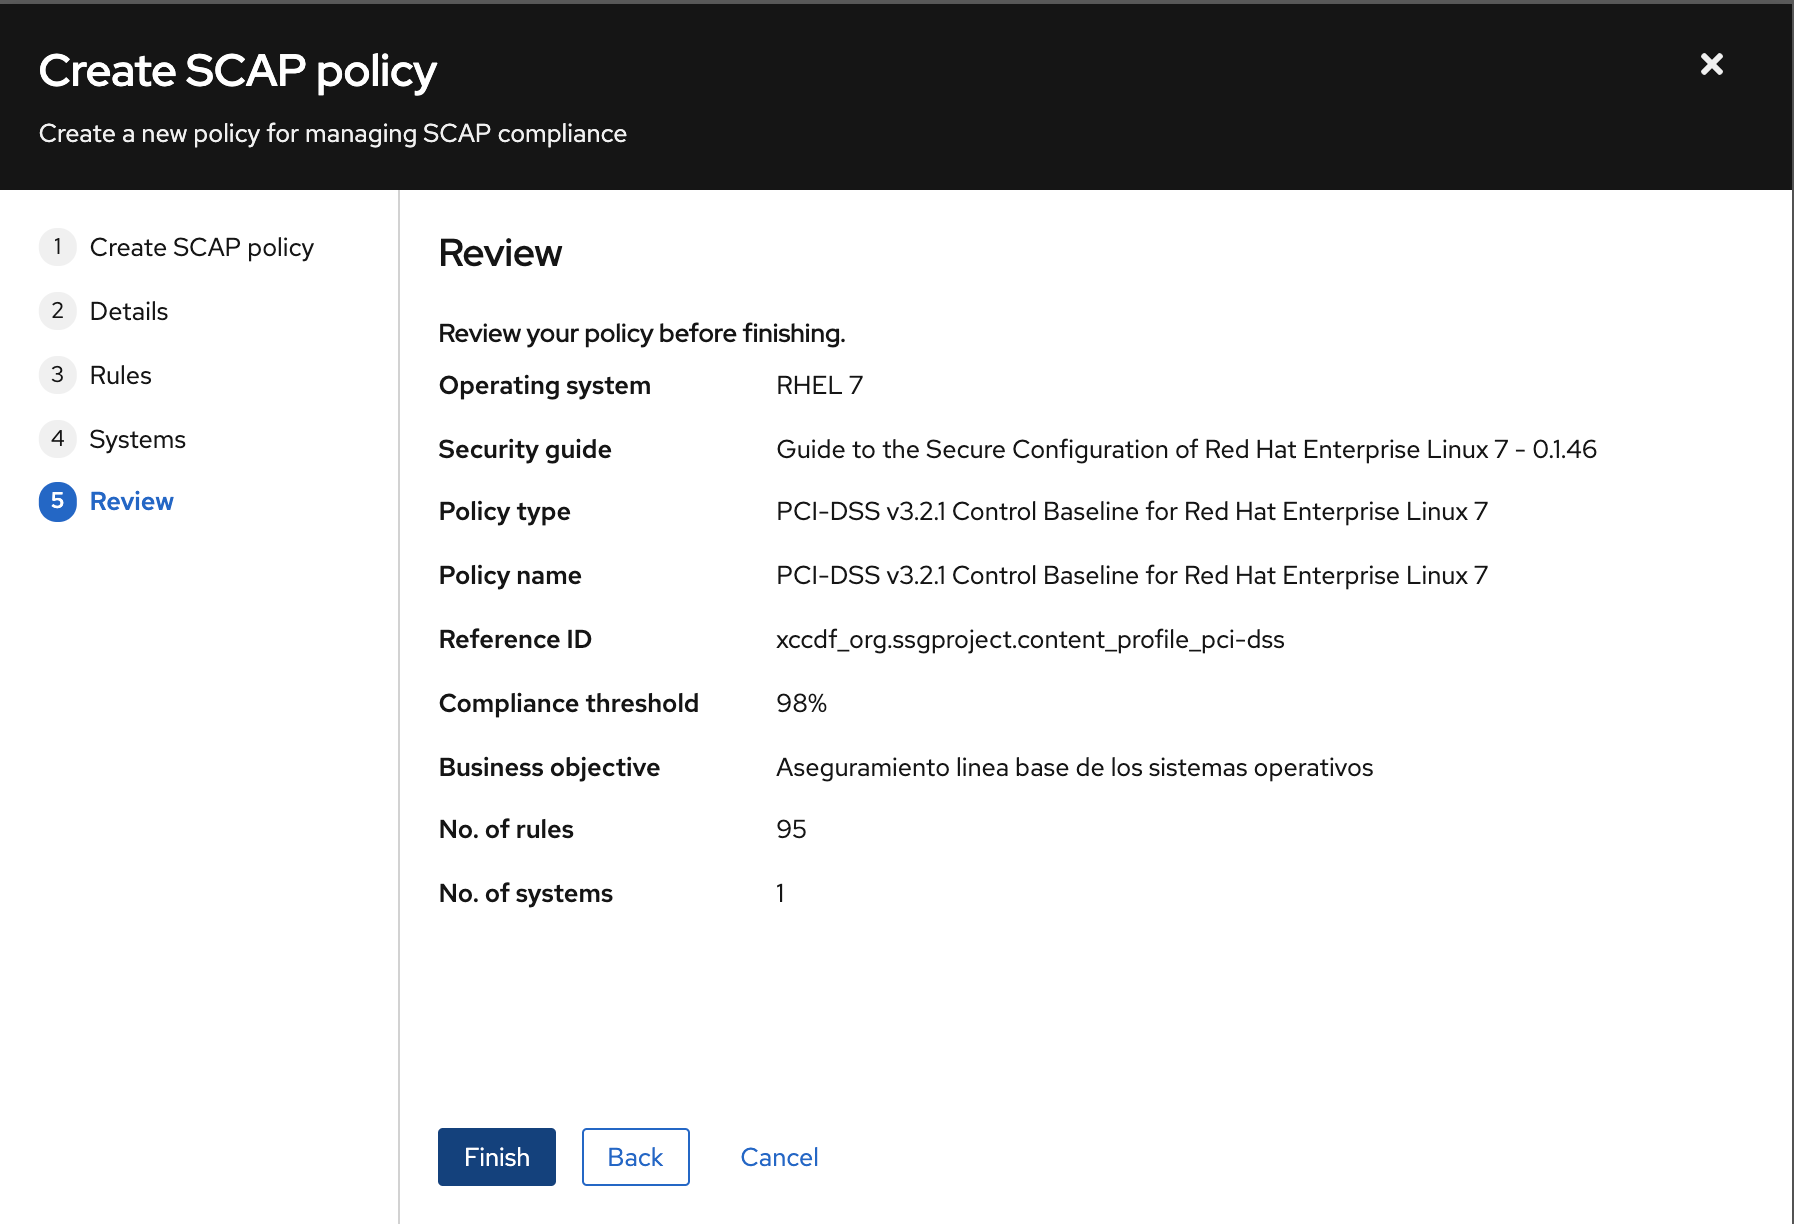 Create SCAP policy
Create a new policy for managing SCAP compliance
1 Create SCAP policy
2 Details
3 Rules
4 Systems
5 Review
Review
Review your policy before finishing.
Operating system RHEL 7
Security guide Guide to the Secure Configuration of Red Hat Enterprise Linux 7 - 0.1.46
Policy type PCI-DSS v3.2.1 Control Baseline for Red Hat Enterprise Linux 7
Policy name PCI-DSS v3.2.1 Control Baseline for Red Hat Enterprise Linux 7
Reference ID xccdf_org.ssgproject.content_profile_pci-dss
Compliance threshold 98%
Business objective Aseguramiento linea base de los sistemas operativos
No. of rules 95
No. of systems 1
Finish Back Cancel